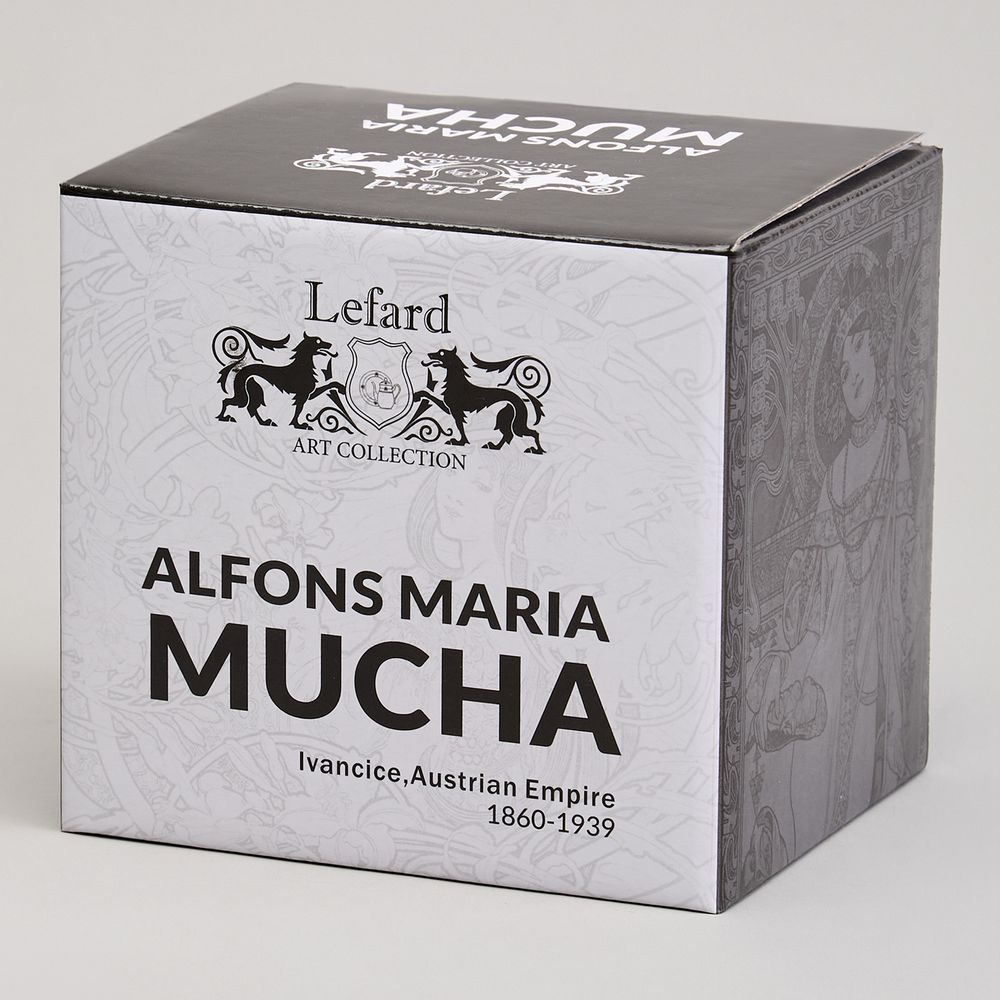 ALFONS MARIA
MUCHA
Lefard
ART COLLECTION
Lefard
ART COLLECTION
ALFONS MARIA
MUCHA
Ivancice,Austrian Empire
1860-1939